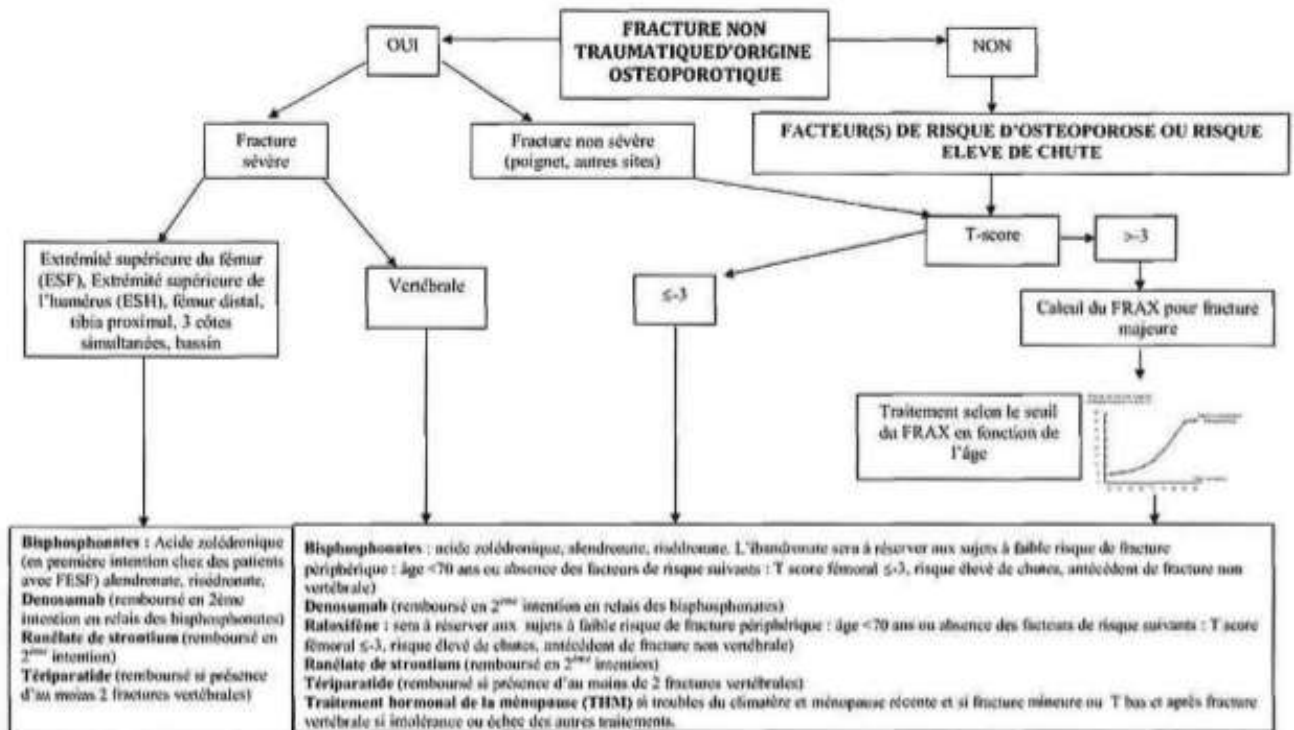 FRACTURE NON
TRAUMATIQUED'ORIGINE
OSTEOPOROTIQUE
OUI
NON
Fracture
sévère
Fracture non sévère
(poignet, autres sites)
FACTEUR(S) DE RISQUE D'OSTEOPOROSE OU RISQUE
ELEVE DE CHUTE
T-score
>-3
Extrémité supérieure du fémur
(ESF), Extrémité supérieure de
l'humérus (ESH), fémur distal,
tibia proximal, 3 côtes
simultanées, bassin
Vertébrale
≤-3
Calcul du FRAX pour fracture
majeure
Traitement selon le seuil
du FRAX en fonction de
l'âge
Bisphosphonates : Acide zolédronique
(en première intention chez des patients
avec FESF) alendronate, risédronate,
Denosumab (remboursé en 2ème
intention en relais des bisphosphonates)
Ranélate de strontium (remboursé en
2ème intention)
Tériparatide (remboursé si présence
d'au moins 2 fractures vertébrales)
Bisphosphonates : acide zolédronique, alendronate, risédronate. L'ibandronate sera à réserver aux sujets à faible risque de fracture
périphérique : âge <70 ans ou absence des facteurs de risque suivants : T score fémoral ≤-3, risque élevé de chutes, antécédent de fracture non
vertébrale)
Denosumab (remboursé en 2ème intention en relais des bisphosphonates)
Raloxifène : sera à réserver aux sujets à faible risque de fracture périphérique : âge <70 ans ou absence des facteurs de risque suivants : T score
fémoral ≤-3, risque élevé de chutes, antécédent de fracture non vertébrale)
Ranélate de strontium (remboursé en 2ème intention)
Tériparatide (remboursé si présence d'au moins de 2 fractures vertébrales)
Traitement hormonal de la ménopause (THM) si troubles du climatère et ménopause récente et si fracture mineure ou T bas et après fracture
vertébrale si intolérance ou échec des autres traitements.